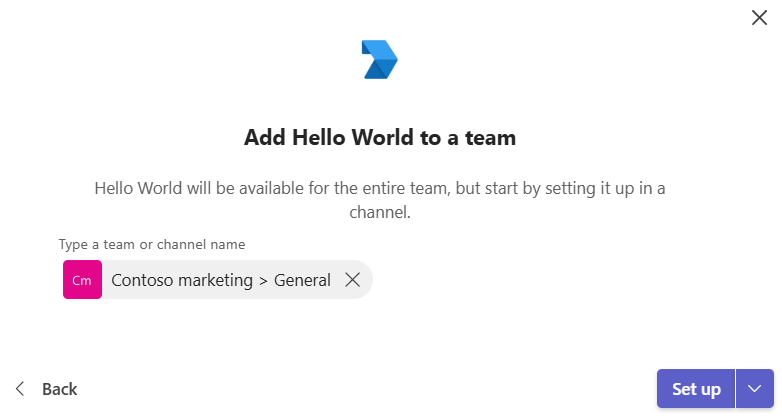 Add Hello World to a team
Hello World will be available for the entire team, but start by setting it up in a
channel.
Type a team or channel name
Cm Contoso marketing > General
Back
Set up